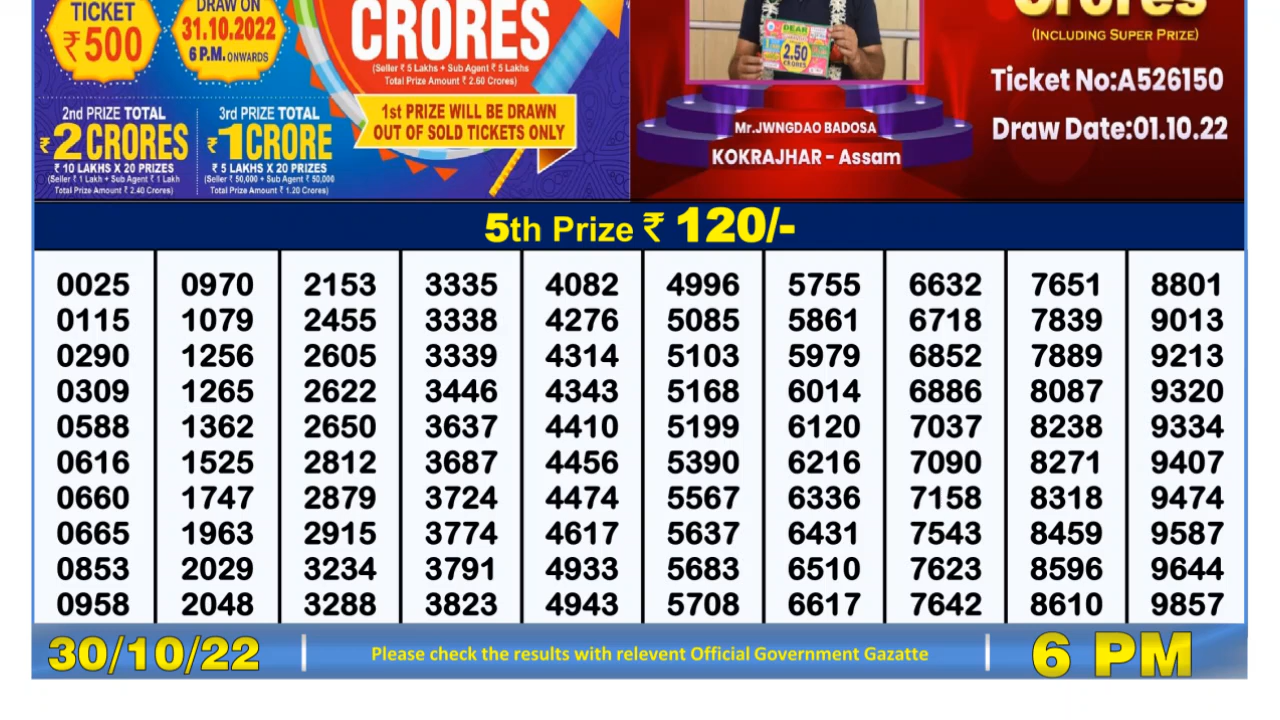 TICKET
₹500
DRAW ON
31.10.2022
6 P.M. ONWARDS
CRORES
(Seller ₹ 5 Lakhs + Sub Agent ₹ 5 Lakhs
Total Prize Amount ₹ 2.60 Crores)
1st PRIZE WILL BE DRAWN
OUT OF SOLD TICKETS ONLY
2nd PRIZE TOTAL
₹2 CRORES
₹ 10 LAKHS X 20 PRIZES
(Seller ₹ 1 Lakh + Sub Agent ₹ 1 Lakh
Total Prize Amount ₹ 2.40 Crores)
3rd PRIZE TOTAL
₹1 CRORE
₹ 5 LAKHS X 20 PRIZES
(Seller ₹ 50,000 + Sub Agent ₹ 50,000
Total Prize Amount ₹ 1.20 Crores)
DEAR
2.50
CRORES
Mr.JWNGDAO BADOSA
KOKRAJHAR - Assam
Crores
(INCLUDING SUPER PRIZE)
Ticket No:A526150
Draw Date:01.10.22
5th Prize ₹ 120/-
0025 0970 2153 3335 4082 4996 5755 6632 7651 8801
0115 1079 2455 3338 4276 5085 5861 6718 7839 9013
0290 1256 2605 3339 4314 5103 5979 6852 7889 9213
0309 1265 2622 3446 4343 5168 6014 6886 8087 9320
0588 1362 2650 3637 4410 5199 6120 7037 8238 9334
0616 1525 2812 3687 4456 5390 6216 7090 8271 9407
0660 1747 2879 3724 4474 5567 6336 7158 8318 9474
0665 1963 2915 3774 4617 5637 6431 7543 8459 9587
0853 2029 3234 3791 4933 5683 6510 7623 8596 9644
0958 2048 3288 3823 4943 5708 6617 7642 8610 9857
30/10/22 Please check the results with relevent Official Government Gazatte 6 PM